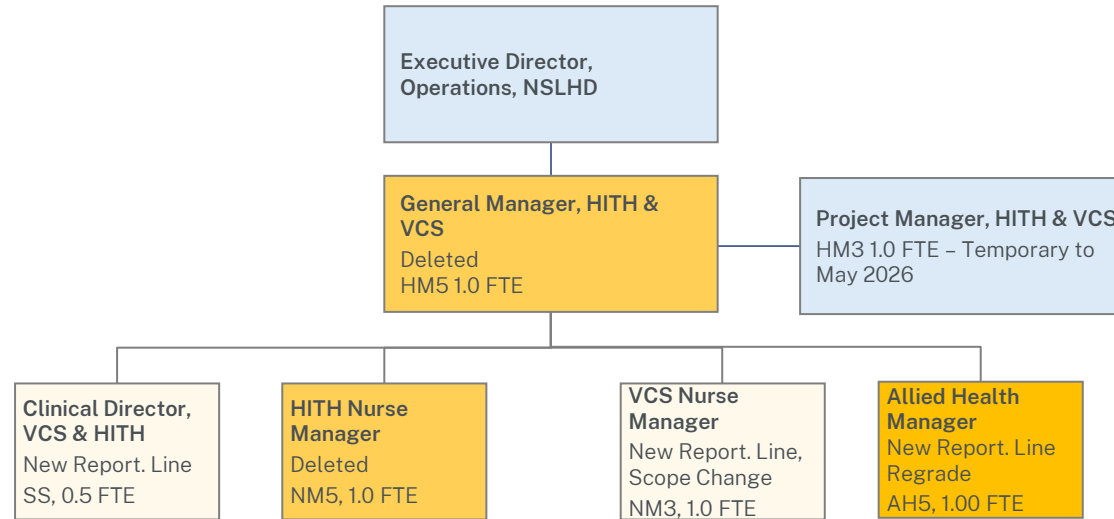 Executive Director,
Operations, NSLHD
General Manager, HITH &
VCS
Deleted
HM5 1.0 FTE
Project Manager, HITH & VCS
HM3 1.0 FTE – Temporary to
May 2026
Clinical Director,
VCS & HITH
New Report. Line
SS, 0.5 FTE
HITH Nurse
Manager
Deleted
NM5, 1.0 FTE
VCS Nurse
Manager
New Report. Line,
Scope Change
NM3, 1.0 FTE
Allied Health
Manager
New Report. Line
Regrade
AH5, 1.00 FTE